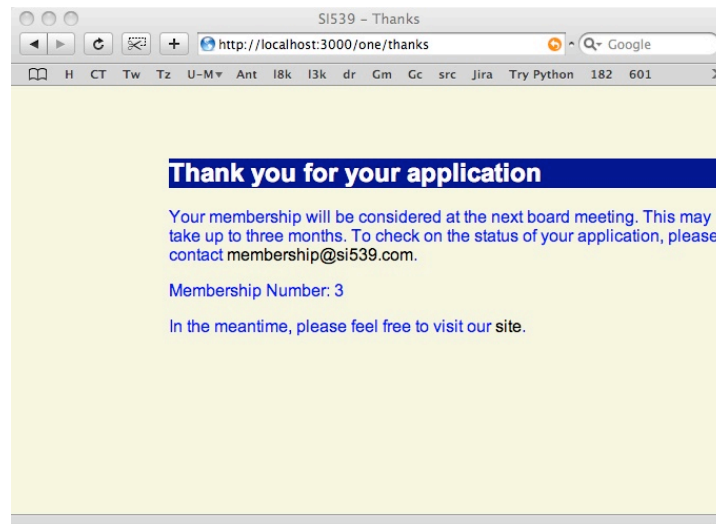 SI539 – Thanks
http://localhost:3000/one/thanks
Google
H CT Tw Tz U-M▾ Ant I8k I3k dr Gm Gc src Jira Try Python 182 601
Thank you for your application
Your membership will be considered at the next board meeting. This may
take up to three months. To check on the status of your application, please
contact membership@si539.com.
Membership Number: 3
In the meantime, please feel free to visit our site.